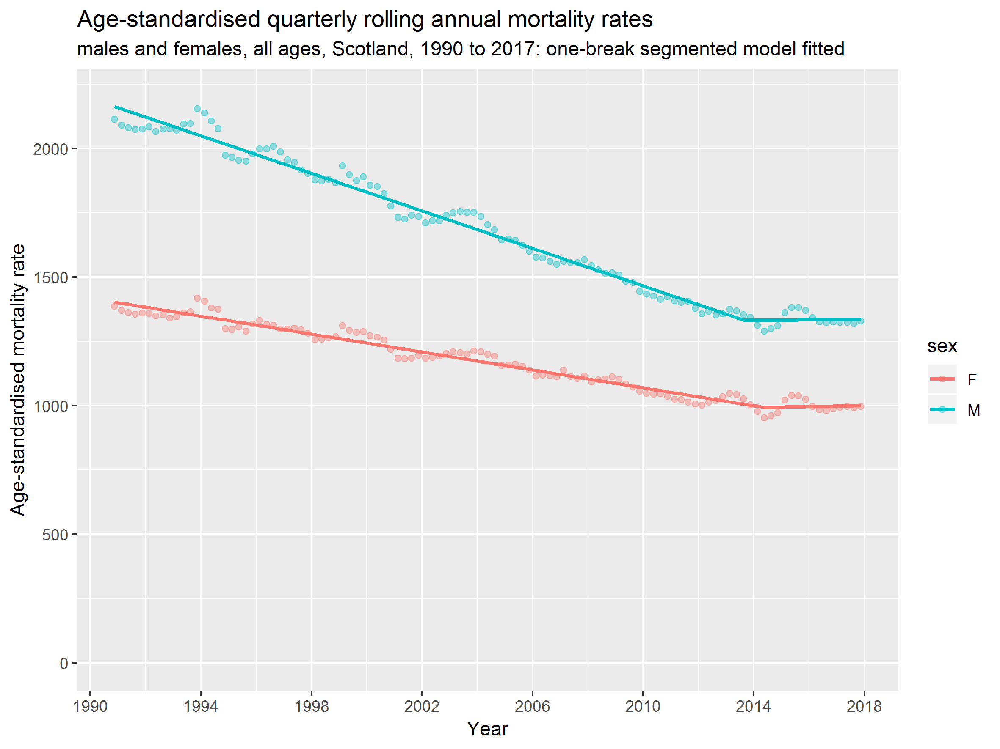 Age-standardised quarterly rolling annual mortality rates
males and females, all ages, Scotland, 1990 to 2017: one-break segmented model fitted
Age-standardised mortality rate
2000
1500
1000
500
0
1990 1994 1998 2002 2006 2010 2014 2018
Year
sex
F
M